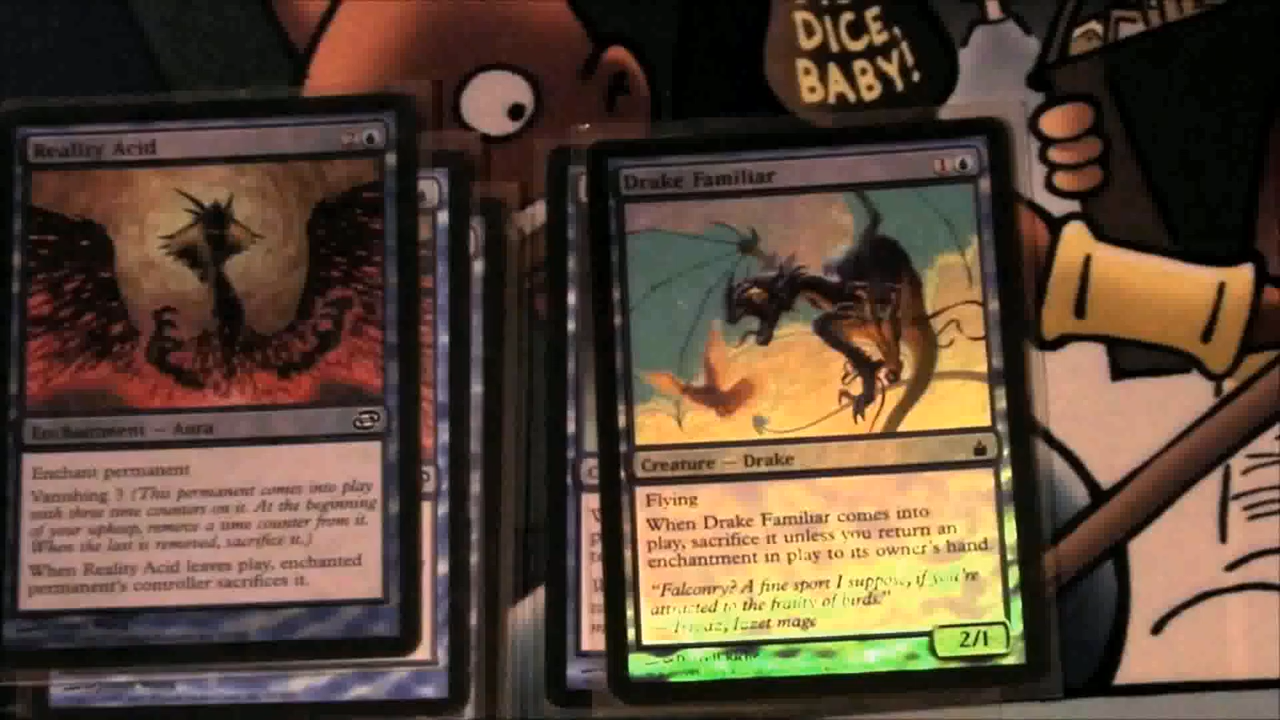 DICE,
BABY!
Reality Acid
2
Enchantment — Aura
Enchant permanent
Vanishing 3 (This permanent comes into play
with three time counters on it. At the beginning
of your upkeep, remove a time counter from it.
When the last is removed, sacrifice it.)
When Reality Acid leaves play, enchanted
permanent's controller sacrifices it.
Drake Familiar
1
Creature — Drake
Flying
When Drake Familiar comes into
play, sacrifice it unless you return an
enchantment in play to its owner's hand
"Falconry? A fine sport I suppose, if you're
attracted to the frailty of birds."
Izzet mage
2/1